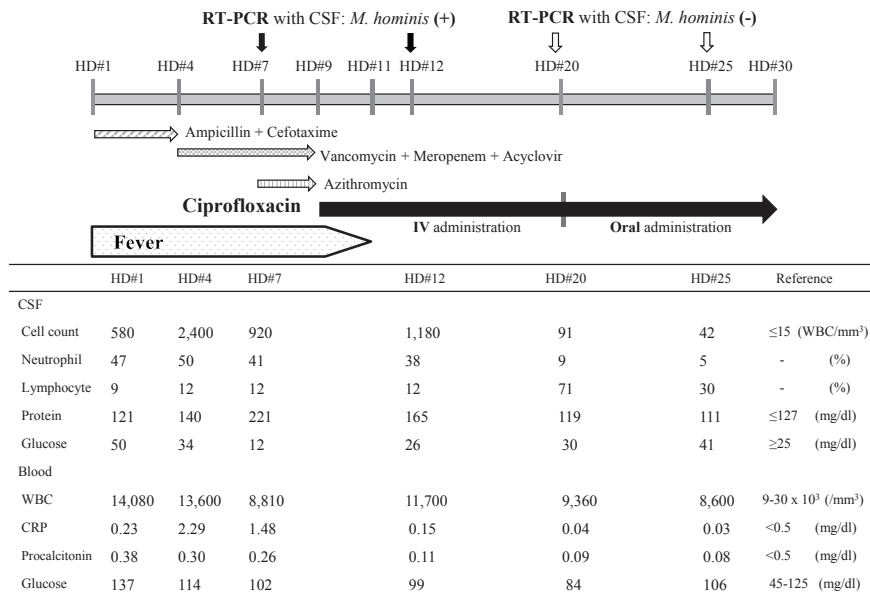 RT-PCR with CSF: M. hominis (+) RT-PCR with CSF: M. hominis (-)
HD#1 HD#4 HD#7 HD#9 HD#11 HD#12 HD#20 HD#25 HD#30
Ampicillin + Cefotaxime
Vancomycin + Meropenem + Acyclovir
Azithromycin
Ciprofloxacin
IV administration Oral administration
Fever
HD#1 HD#4 HD#7 HD#12 HD#20 HD#25 Reference
CSF
Cell count 580 2,400 920 1,180 91 42 ≤15 (WBC/mm³)
Neutrophil 47 50 41 38 9 5 - (%)
Lymphocyte 9 12 12 12 71 30 - (%)
Protein 121 140 221 165 119 111 ≤127 (mg/dl)
Glucose 50 34 12 26 30 41 ≥25 (mg/dl)
Blood
WBC 14,080 13,600 8,810 11,700 9,360 8,600 9-30 x 10³ (/mm³)
CRP 0.23 2.29 1.48 0.15 0.04 0.03 <0.5 (mg/dl)
Procalcitonin 0.38 0.30 0.26 0.11 0.09 0.08 <0.5 (mg/dl)
Glucose 137 114 102 99 84 106 45-125 (mg/dl)